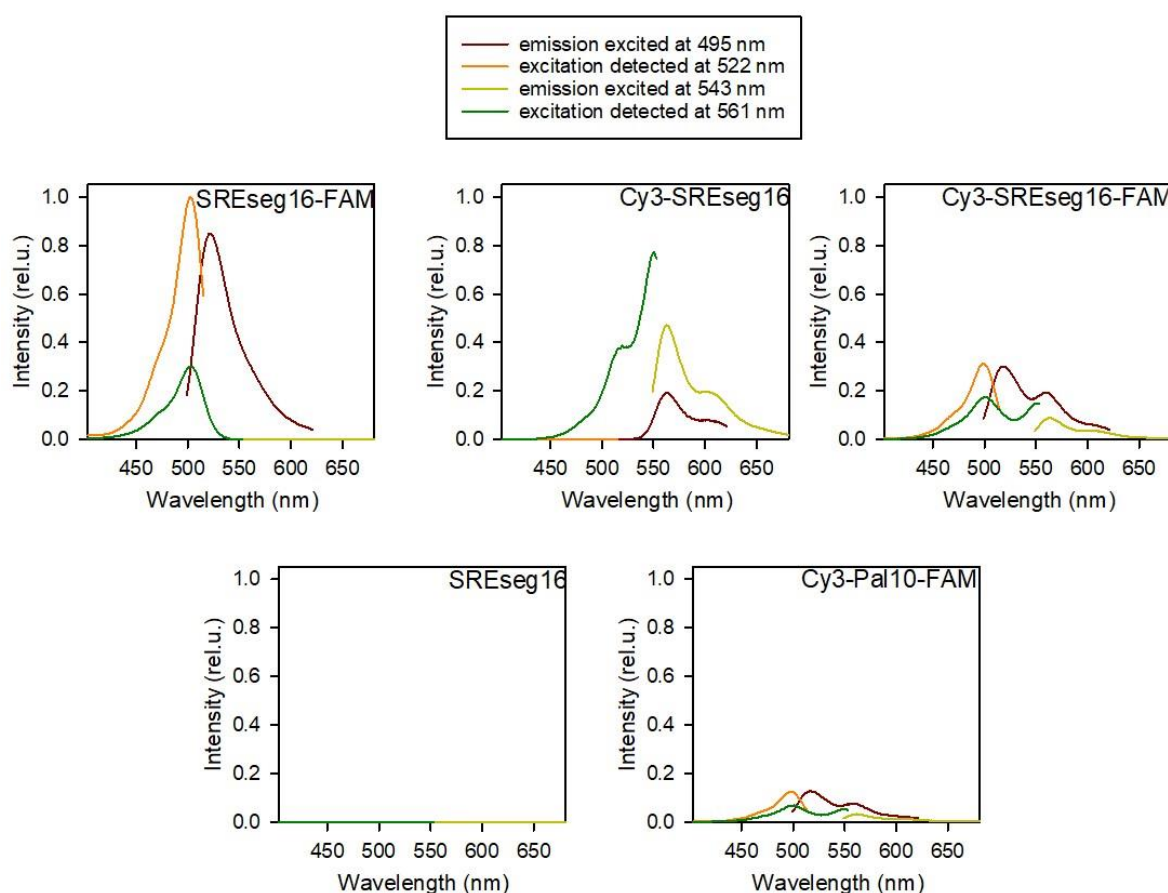 emission excited at 495 nm
excitation detected at 522 nm
emission excited at 543 nm
excitation detected at 561 nm
SREseg16-FAM
Intensity (rel.u.)
1.0
0.8
0.6
0.4
0.2
0.0
450 500 550 600 650
Wavelength (nm)
Cy3-SREseg16
Intensity (rel.u.)
1.0
0.8
0.6
0.4
0.2
0.0
450 500 550 600 650
Wavelength (nm)
Cy3-SREseg16-FAM
Intensity (rel.u.)
1.0
0.8
0.6
0.4
0.2
0.0
450 500 550 600 650
Wavelength (nm)
SREseg16
Intensity (rel.u.)
1.0
0.8
0.6
0.4
0.2
0.0
450 500 550 600 650
Wavelength (nm)
Cy3-Pal10-FAM
Intensity (rel.u.)
1.0
0.8
0.6
0.4
0.2
0.0
450 500 550 600 650
Wavelength (nm)